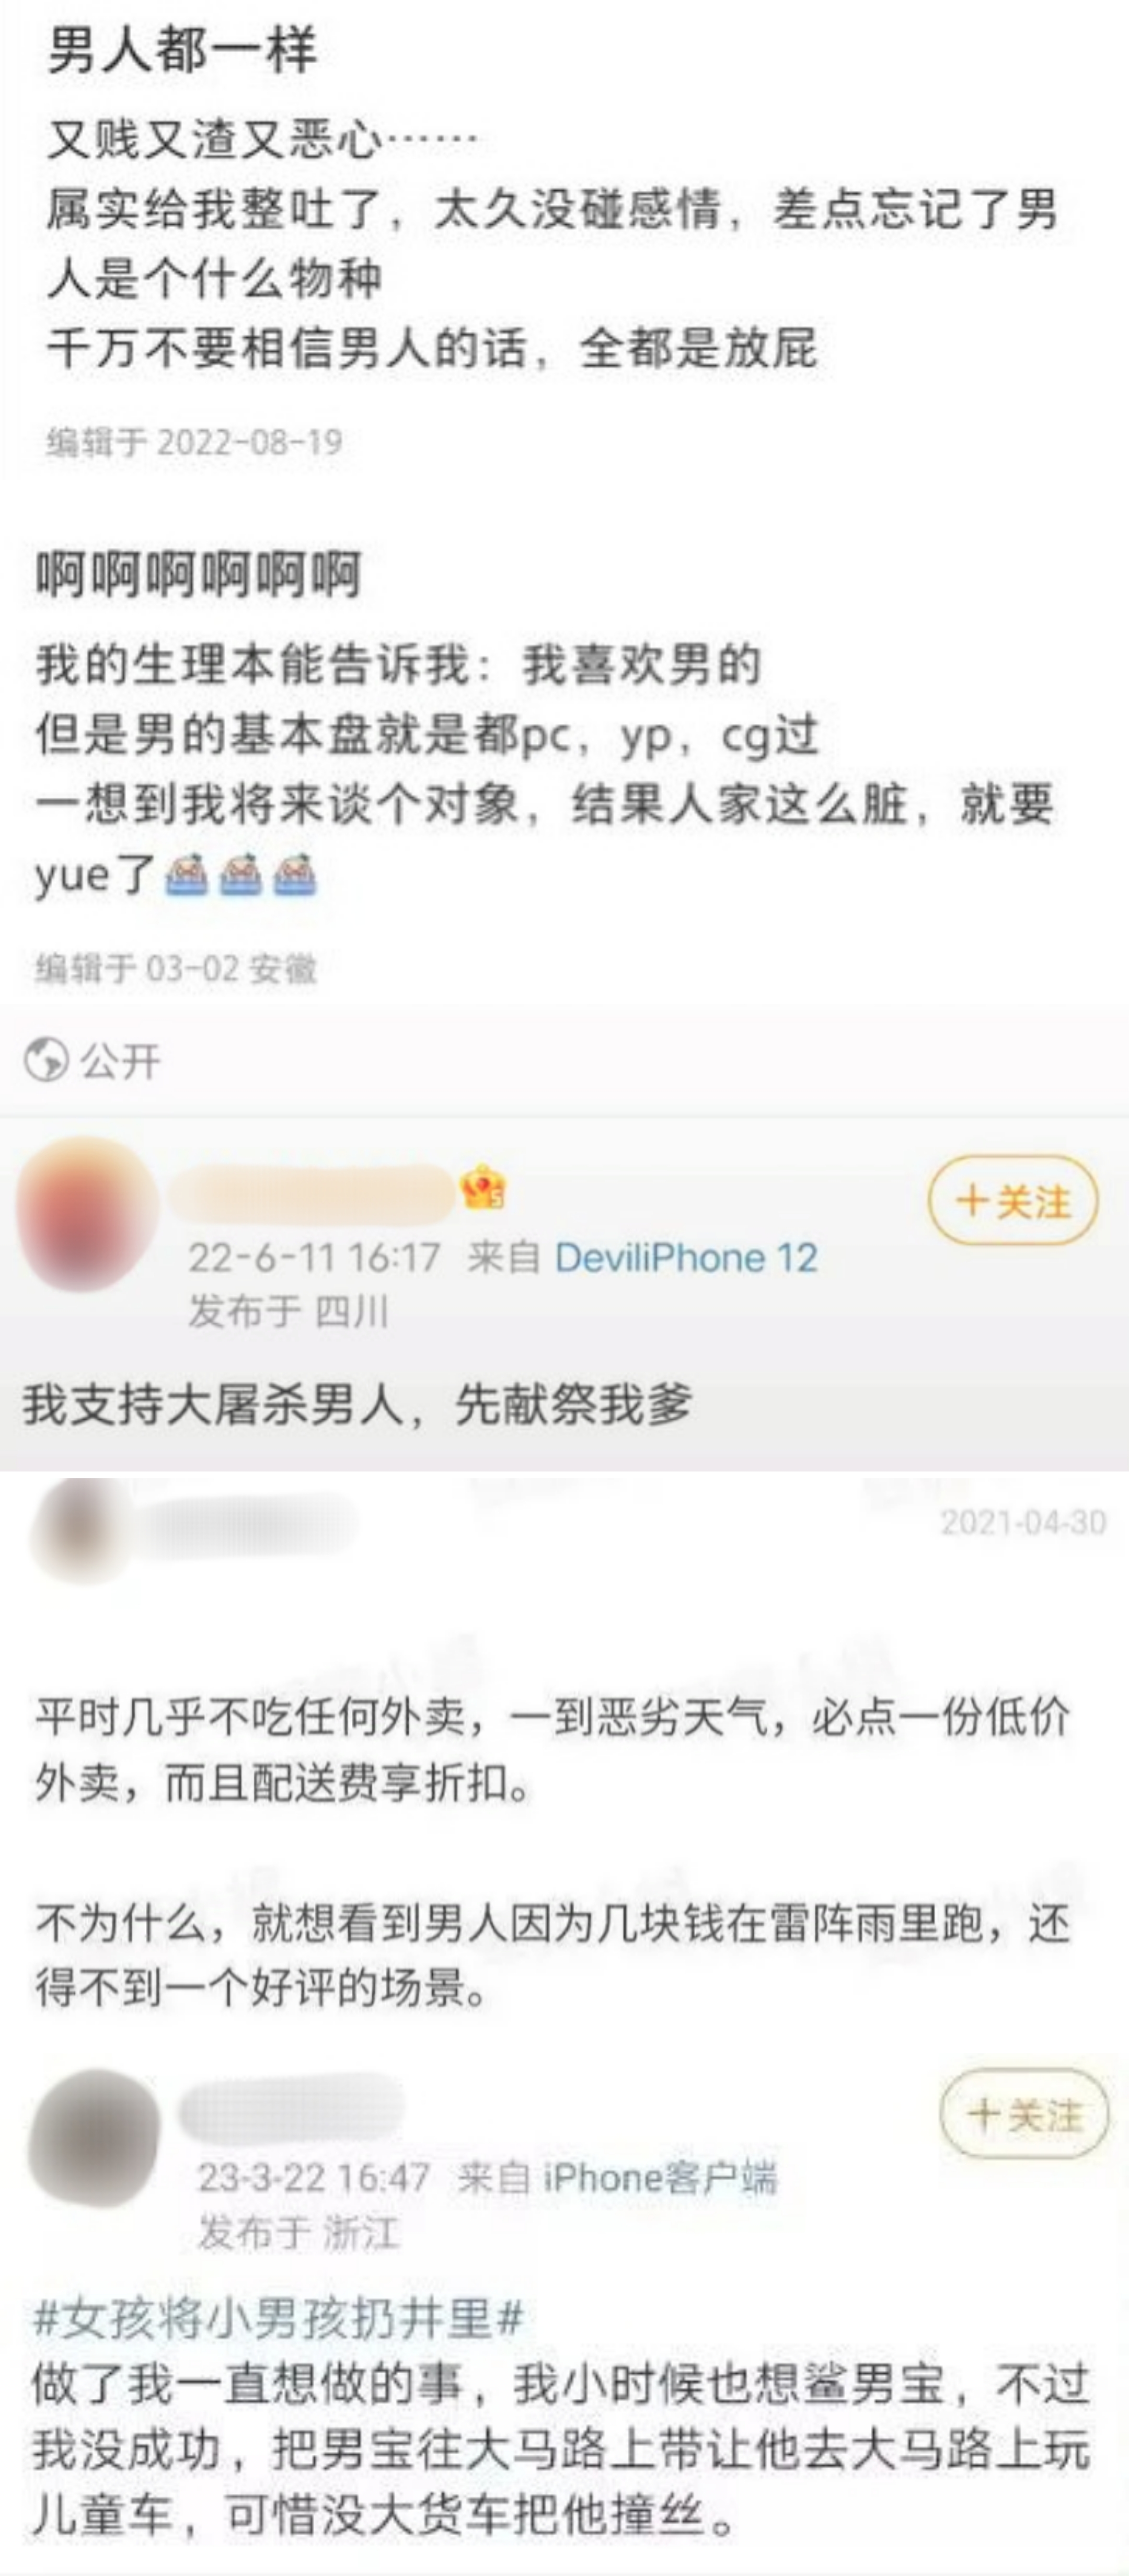 男人都一样
又贱又渣又恶心……
属实给我整吐了，太久没碰感情，差点忘记了男
人是个什么物种
千万不要相信男人的话，全都是放屁
编辑于 2022-08-19
啊啊啊啊啊啊
我的生理本能告诉我：我喜欢男的
但是男的基本盘就是都pc，yp，cg过
一想到我将来谈个对象，结果人家这么脏，就要
yue了
编辑于 03-02 安徽
公开
＋关注
22-6-11 16:17 来自 DeviliPhone 12
发布于 四川
我支持大屠杀男人，先献祭我爹
2021-04-30
平时几乎不吃任何外卖，一到恶劣天气，必点一份低价
外卖，而且配送费享折扣。
不为什么，就想看到男人因为几块钱在雷阵雨里跑，还
得不到一个好评的场景。
＋关注
23-3-22 16:47 来自 iPhone客户端
发布于 浙江
#女孩将小男孩扔井里#
做了我一直想做的事，我小时候也想鲨男宝，不过
我没成功，把男宝往大马路上带让他去大马路上玩
儿童车，可惜没大货车把他撞丝。